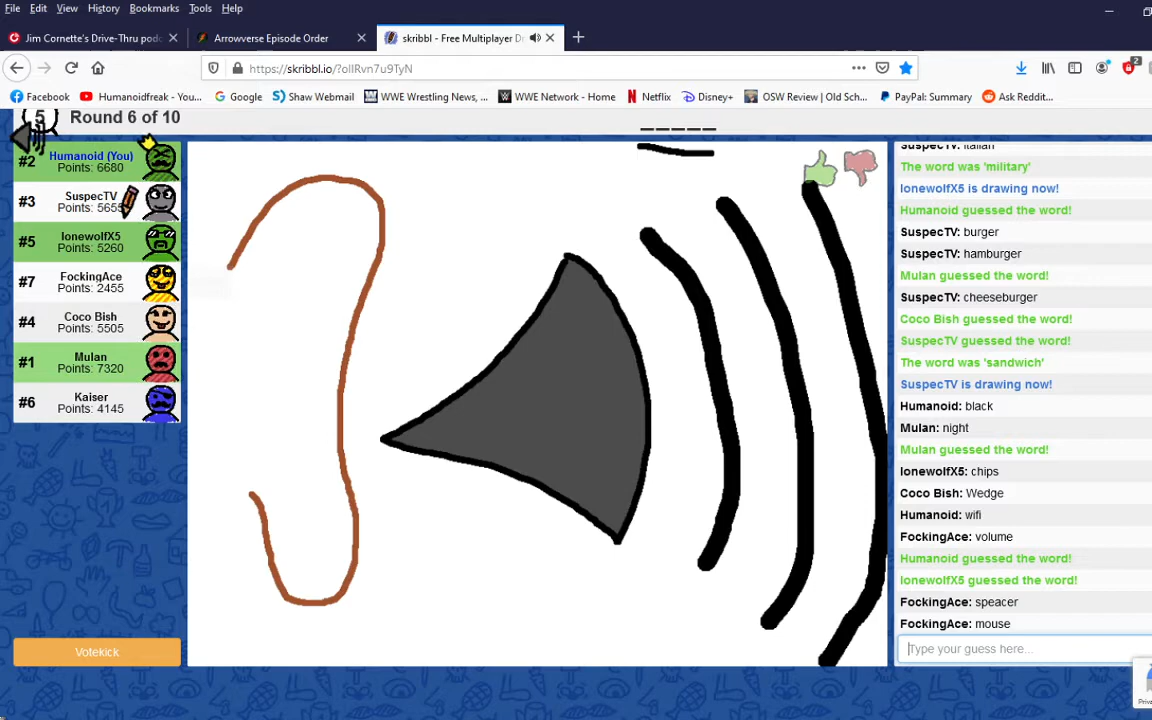 File Edit View History Bookmarks Tools Help
Jim Cornette's Drive-Thru pod
Arrowverse Episode Order
skribbl - Free Multiplayer D
https://skribbl.io/?olIRvn7u9TyN
Facebook
Humanoidfreak - You...
Google
Shaw Webmail
WWE Wrestling News, ...
WWE Network - Home
Netflix
Disney+
OSW Review | Old Sch...
PayPal: Summary
Ask Reddit...
2
5
Round 6 of 10
_____
#2 Humanoid (You)
Points: 6680
#3 SuspecTV
Points: 5655
#5 lonewolfX5
Points: 5260
#7 FockingAce
Points: 2455
#4 Coco Bish
Points: 5505
#1 Mulan
Points: 7320
#6 Kaiser
Points: 4145
Votekick
SuspecTV: italian
The word was 'military'
lonewolfX5 is drawing now!
Humanoid guessed the word!
SuspecTV: burger
SuspecTV: hamburger
Mulan guessed the word!
SuspecTV: cheeseburger
Coco Bish guessed the word!
SuspecTV guessed the word!
The word was 'sandwich'
SuspecTV is drawing now!
Humanoid: black
Mulan: night
Mulan guessed the word!
lonewolfX5: chips
Coco Bish: Wedge
Humanoid: wifi
FockingAce: volume
Humanoid guessed the word!
lonewolfX5 guessed the word!
FockingAce: speacer
FockingAce: mouse
Type your guess here...